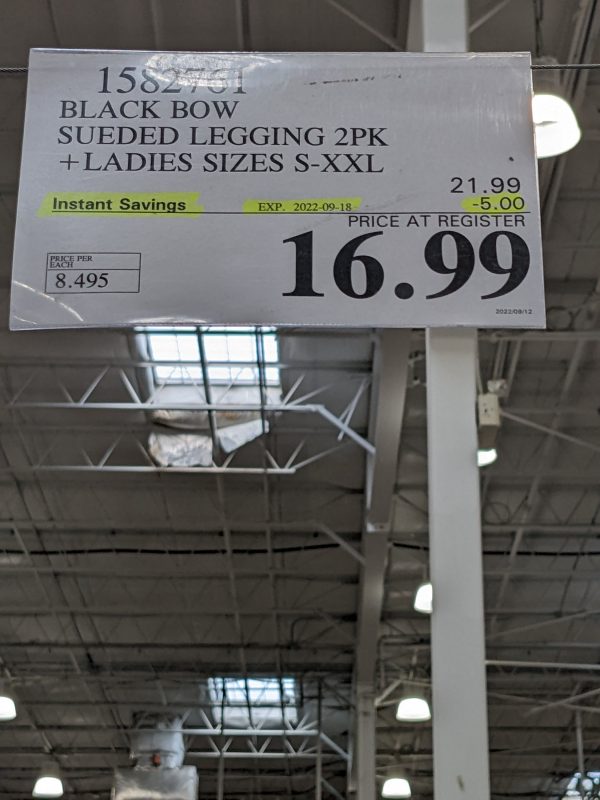 BLACK BOW
SUEDED LEGGING 2PK
+LADIES SIZES S-XXL
21.99
Instant Savings EXP. 2022-09-18 -5.00
PRICE AT REGISTER
16.99
PRICE PER
EACH
8.495
2022/09/12